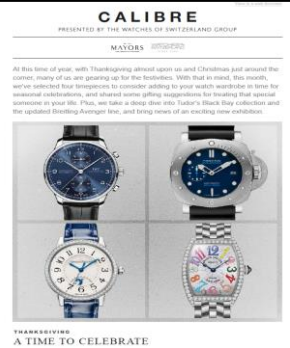 CALIBRE
PRESENTED BY THE WATCHES OF SWITZERLAND GROUP
MAYORS
At this time of year, with Thanksgiving almost upon us and Christmas just around the
corner, many of us are gearing up for the festivities. With that in mind, this month,
we've selected four timepieces to consider adding to your watch wardrobe in time for
seasonal celebrations, and shared some gifting suggestions for treating that special
someone in your life. Plus, we take a deep dive into Tudor's Black Bay collection and
the updated Breitling Avenger line, and bring news of an exciting new exhibition.
THANKSGIVING
A TIME TO CELEBRATE